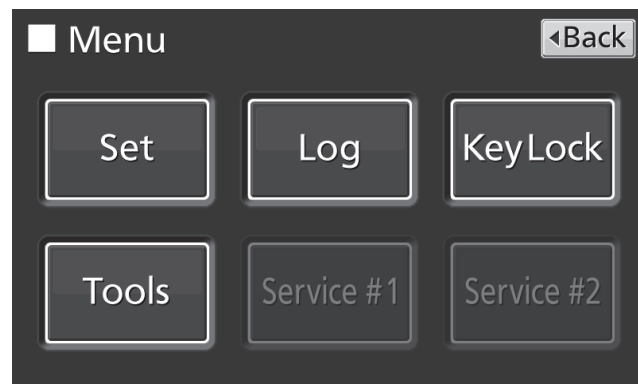 Menu
◂Back
Set
Log
KeyLock
Tools
Service #1
Service #2